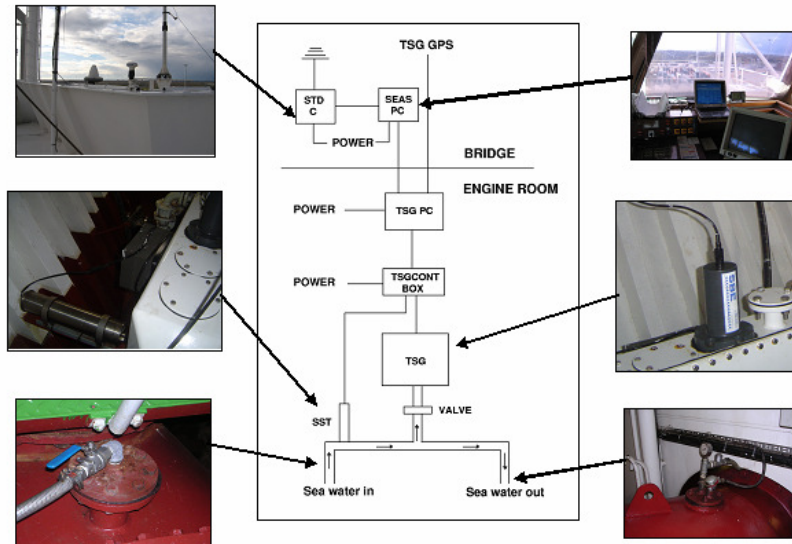 TSG GPS
STD
C
SEAS
PC
POWER
BRIDGE
ENGINE ROOM
POWER
TSG PC
POWER
TSGCONT
BOX
TSG
SST
VALVE
Sea water in
Sea water out
SBE